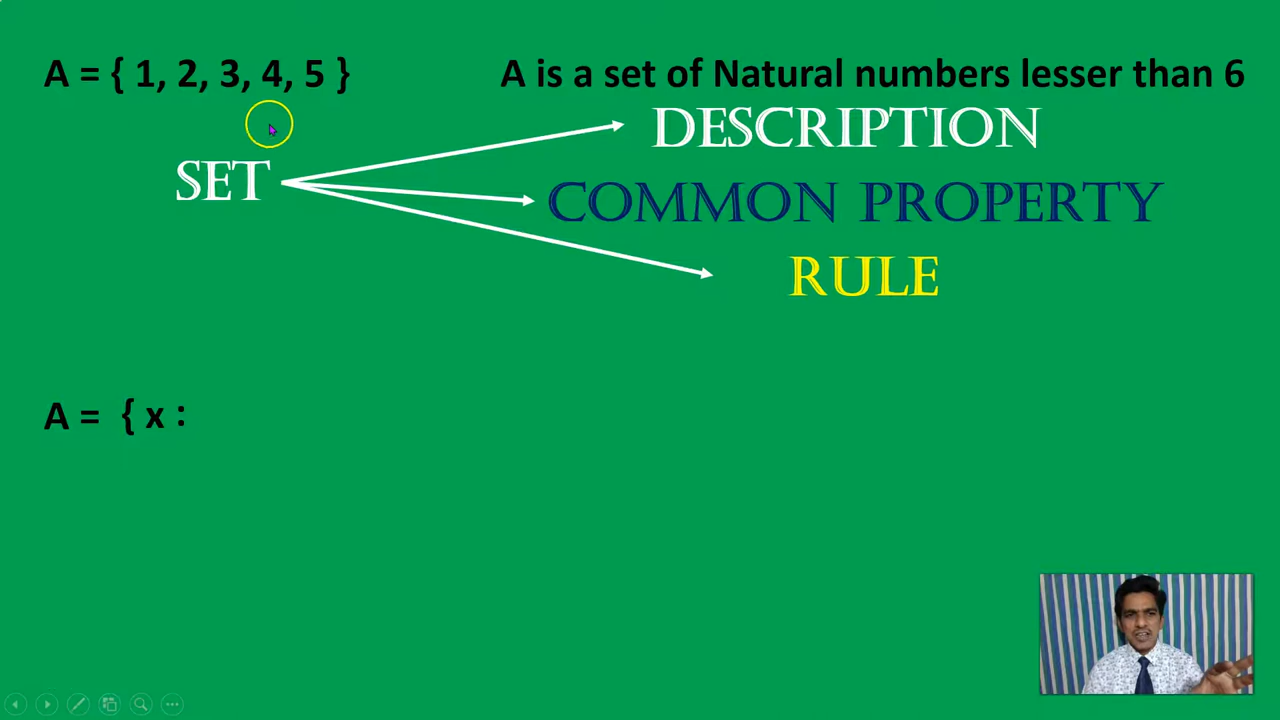 A = { 1, 2, 3, 4, 5 }
A is a set of Natural numbers lesser than 6
SET
DESCRIPTION
COMMON PROPERTY
RULE
A = { x :